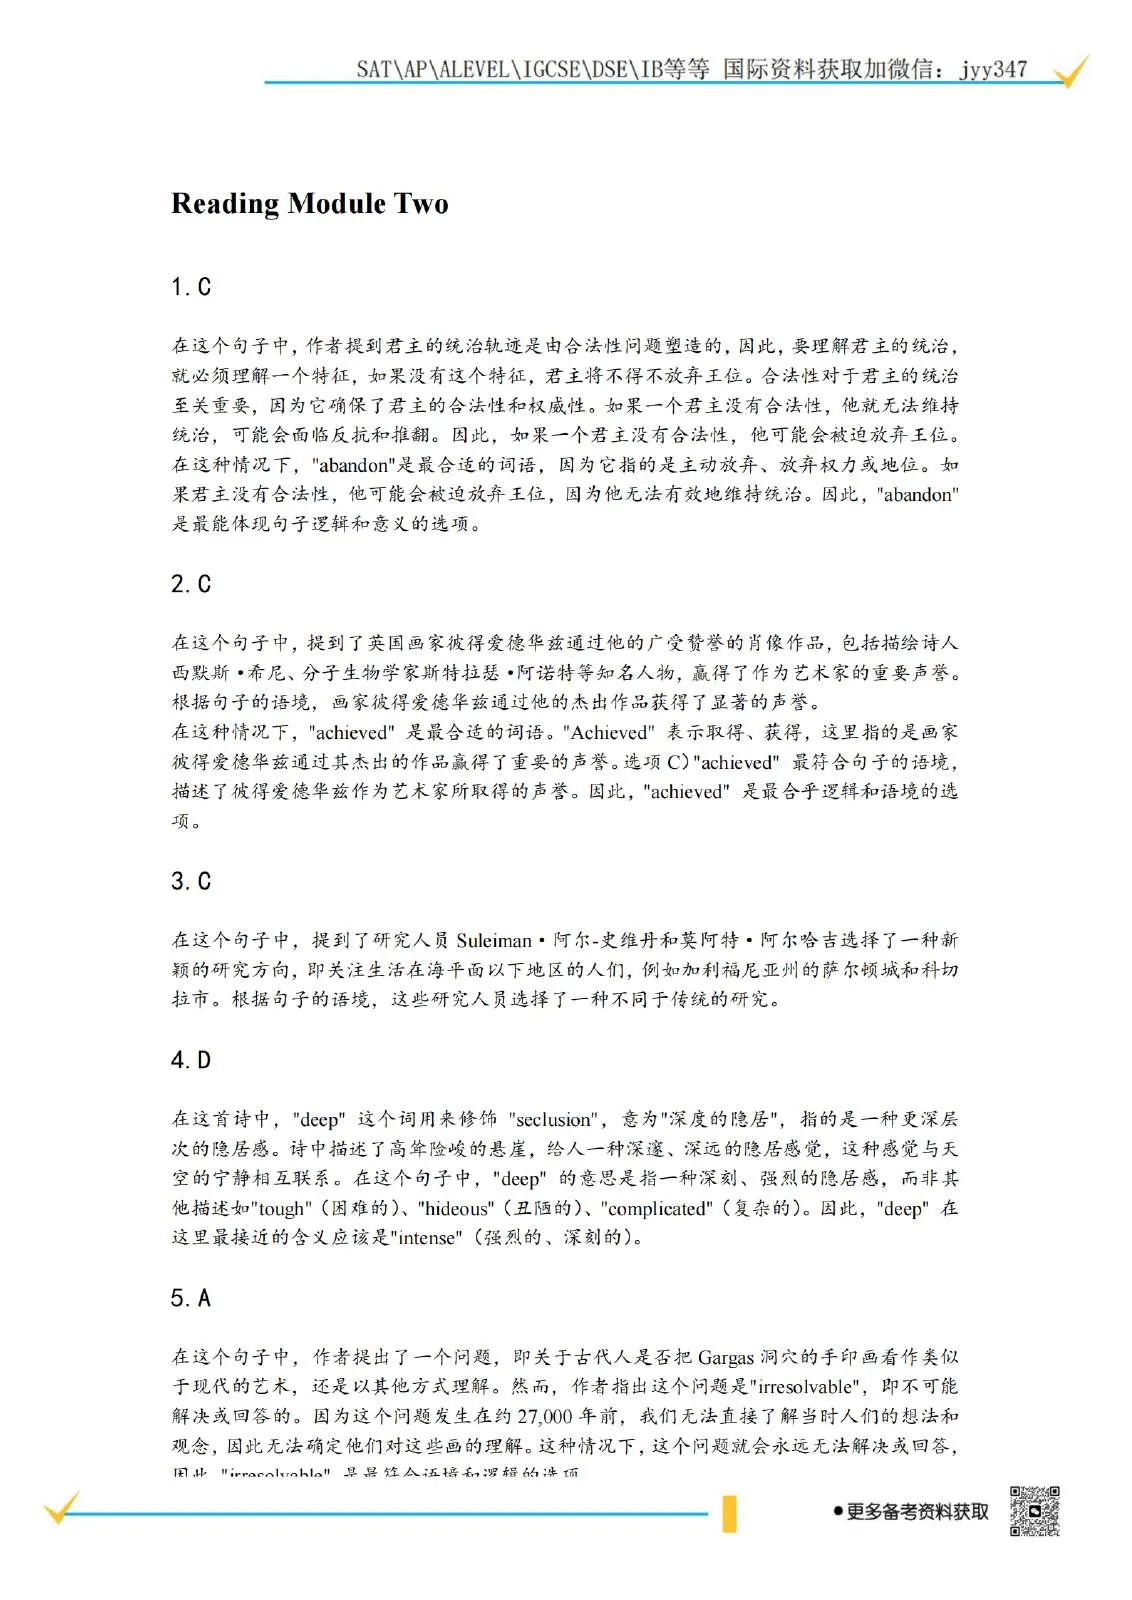 SAT\AP\ALEVEL\IGCSE\DSE\IB等等 国际资料获取加微信：jyy347
Reading Module Two
1. C
在这个句子中，作者提到君主的统治轨迹是由合法性问题塑造的，因此，要理解君主的统治，
就必须理解一个特征，如果没有这个特征，君主将不得不放弃王位。合法性对于君主的统治
至关重要，因为它确保了君主的合法性和权威性。如果一个君主没有合法性，他就无法维持
统治，可能会面临反抗和推翻。因此，如果一个君主没有合法性，他可能会被迫放弃王位。
在这种情况下，"abandon"是最合适的词语，因为它指的是主动放弃、放弃权力或地位。如
果君主没有合法性，他可能会被迫放弃王位，因为他无法有效地维持统治。因此，"abandon"
是最能体现句子逻辑和意义的选项。
2. C
在这个句子中，提到了英国画家彼得爱德华兹通过他的广受赞誉的肖像作品，包括描绘诗人
西默斯·希尼、分子生物学家斯特拉瑟·阿诺特等知名人物，赢得了作为艺术家的重要声誉。
根据句子的语境，画家彼得爱德华兹通过他的杰出作品获得了显著的声誉。
在这种情况下，"achieved" 是最合适的词语。"Achieved" 表示取得、获得，这里指的是画家
彼得爱德华兹通过其杰出的作品赢得了重要的声誉。选项 C）"achieved" 最符合句子的语境，
描述了彼得爱德华兹作为艺术家所取得的声誉。因此，"achieved" 是最合乎逻辑和语境的选
项。
3. C
在这个句子中，提到了研究人员 Suleiman·阿尔-史维丹和莫阿特·阿尔哈吉选择了一种新
颖的研究方向，即关注生活在海平面以下地区的人们，例如加利福尼亚州的萨尔顿城和科切
拉市。根据句子的语境，这些研究人员选择了一种不同于传统的研究。
4. D
在这首诗中，"deep" 这个词用来修饰 "seclusion"，意为"深度的隐居"，指的是一种更深层
次的隐居感。诗中描述了高耸险峻的悬崖，给人一种深邃、深远的隐居感觉，这种感觉与天
空的宁静相互联系。在这个句子中，"deep" 的意思是指一种深刻、强烈的隐居感，而非其
他描述如"tough"（困难的）、"hideous"（丑陋的）、"complicated"（复杂的）。因此，"deep" 在
这里最接近的含义应该是"intense"（强烈的、深刻的）。
5. A
在这个句子中，作者提出了一个问题，即关于古代人是否把 Gargas 洞穴的手印画看作类似
于现代的艺术，还是以其他方式理解。然而，作者指出这个问题是"irresolvable"，即不可能
解决或回答的。因为这个问题发生在约 27,000 年前，我们无法直接了解当时人们的想法和
观念，因此无法确定他们对这些画的理解。这种情况下，这个问题就会永远无法解决或回答，
因此，"irresolvable" 是最符合语境和逻辑的选项
●更多备考资料获取